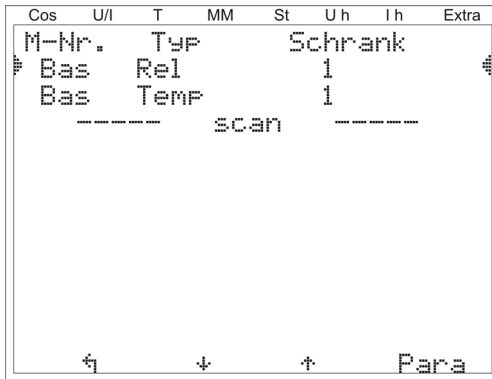 Cos U/I T MM St U h I h Extra
M-Nr. Typ Schrank
Bas Rel 1
Bas Temp 1
----- scan -----
↰ ↓ ↑ Para